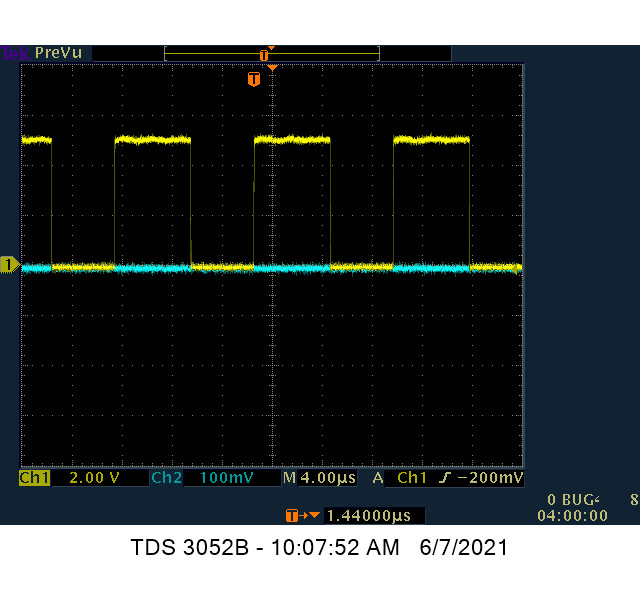 Tek PreVu
T
T
1
Ch1 2.00 V Ch2 100mV M 4.00µs A Ch1 ∫ −200mV
0 BUG 8
04:00:00
T→▼ 1.44000µs
TDS 3052B - 10:07:52 AM 6/7/2021